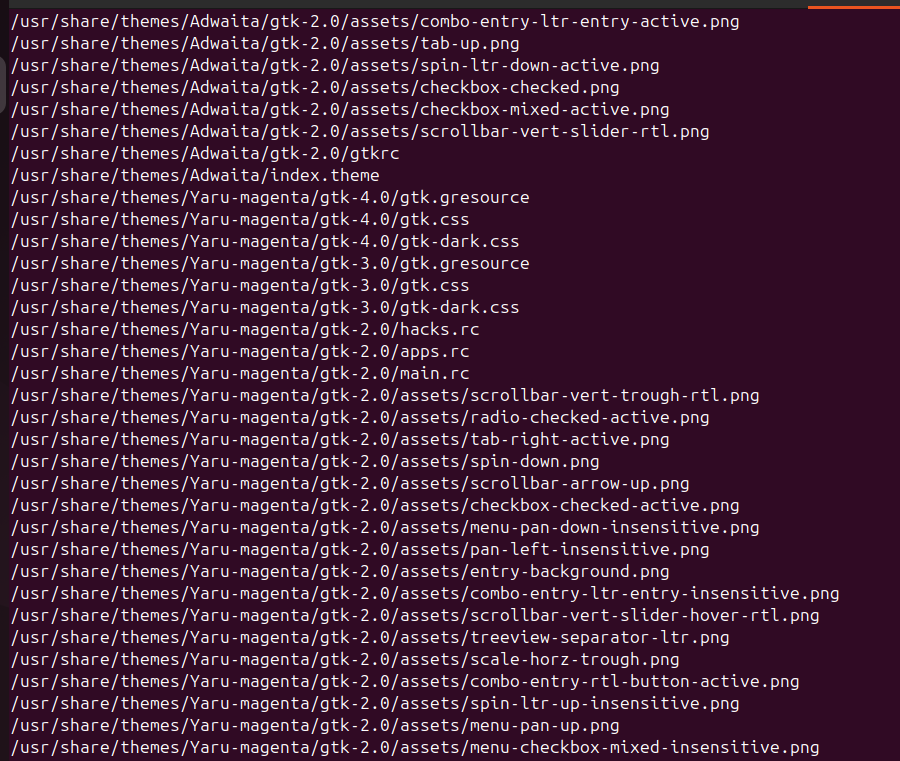 /usr/share/themes/Adwaita/gtk-2.0/assets/combo-entry-ltr-entry-active.png
/usr/share/themes/Adwaita/gtk-2.0/assets/tab-up.png
/usr/share/themes/Adwaita/gtk-2.0/assets/spin-ltr-down-active.png
/usr/share/themes/Adwaita/gtk-2.0/assets/checkbox-checked.png
/usr/share/themes/Adwaita/gtk-2.0/assets/checkbox-mixed-active.png
/usr/share/themes/Adwaita/gtk-2.0/assets/scrollbar-vert-slider-rtl.png
/usr/share/themes/Adwaita/gtk-2.0/gtkrc
/usr/share/themes/Adwaita/index.theme
/usr/share/themes/Yaru-magenta/gtk-4.0/gtk.gresource
/usr/share/themes/Yaru-magenta/gtk-4.0/gtk.css
/usr/share/themes/Yaru-magenta/gtk-4.0/gtk-dark.css
/usr/share/themes/Yaru-magenta/gtk-3.0/gtk.gresource
/usr/share/themes/Yaru-magenta/gtk-3.0/gtk.css
/usr/share/themes/Yaru-magenta/gtk-3.0/gtk-dark.css
/usr/share/themes/Yaru-magenta/gtk-2.0/hacks.rc
/usr/share/themes/Yaru-magenta/gtk-2.0/apps.rc
/usr/share/themes/Yaru-magenta/gtk-2.0/main.rc
/usr/share/themes/Yaru-magenta/gtk-2.0/assets/scrollbar-vert-trough-rtl.png
/usr/share/themes/Yaru-magenta/gtk-2.0/assets/radio-checked-active.png
/usr/share/themes/Yaru-magenta/gtk-2.0/assets/tab-right-active.png
/usr/share/themes/Yaru-magenta/gtk-2.0/assets/spin-down.png
/usr/share/themes/Yaru-magenta/gtk-2.0/assets/scrollbar-arrow-up.png
/usr/share/themes/Yaru-magenta/gtk-2.0/assets/checkbox-checked-active.png
/usr/share/themes/Yaru-magenta/gtk-2.0/assets/menu-pan-down-insensitive.png
/usr/share/themes/Yaru-magenta/gtk-2.0/assets/pan-left-insensitive.png
/usr/share/themes/Yaru-magenta/gtk-2.0/assets/entry-background.png
/usr/share/themes/Yaru-magenta/gtk-2.0/assets/combo-entry-ltr-entry-insensitive.png
/usr/share/themes/Yaru-magenta/gtk-2.0/assets/scrollbar-vert-slider-hover-rtl.png
/usr/share/themes/Yaru-magenta/gtk-2.0/assets/treeview-separator-ltr.png
/usr/share/themes/Yaru-magenta/gtk-2.0/assets/scale-horz-trough.png
/usr/share/themes/Yaru-magenta/gtk-2.0/assets/combo-entry-rtl-button-active.png
/usr/share/themes/Yaru-magenta/gtk-2.0/assets/spin-ltr-up-insensitive.png
/usr/share/themes/Yaru-magenta/gtk-2.0/assets/menu-pan-up.png
/usr/share/themes/Yaru-magenta/gtk-2.0/assets/menu-checkbox-mixed-insensitive.png